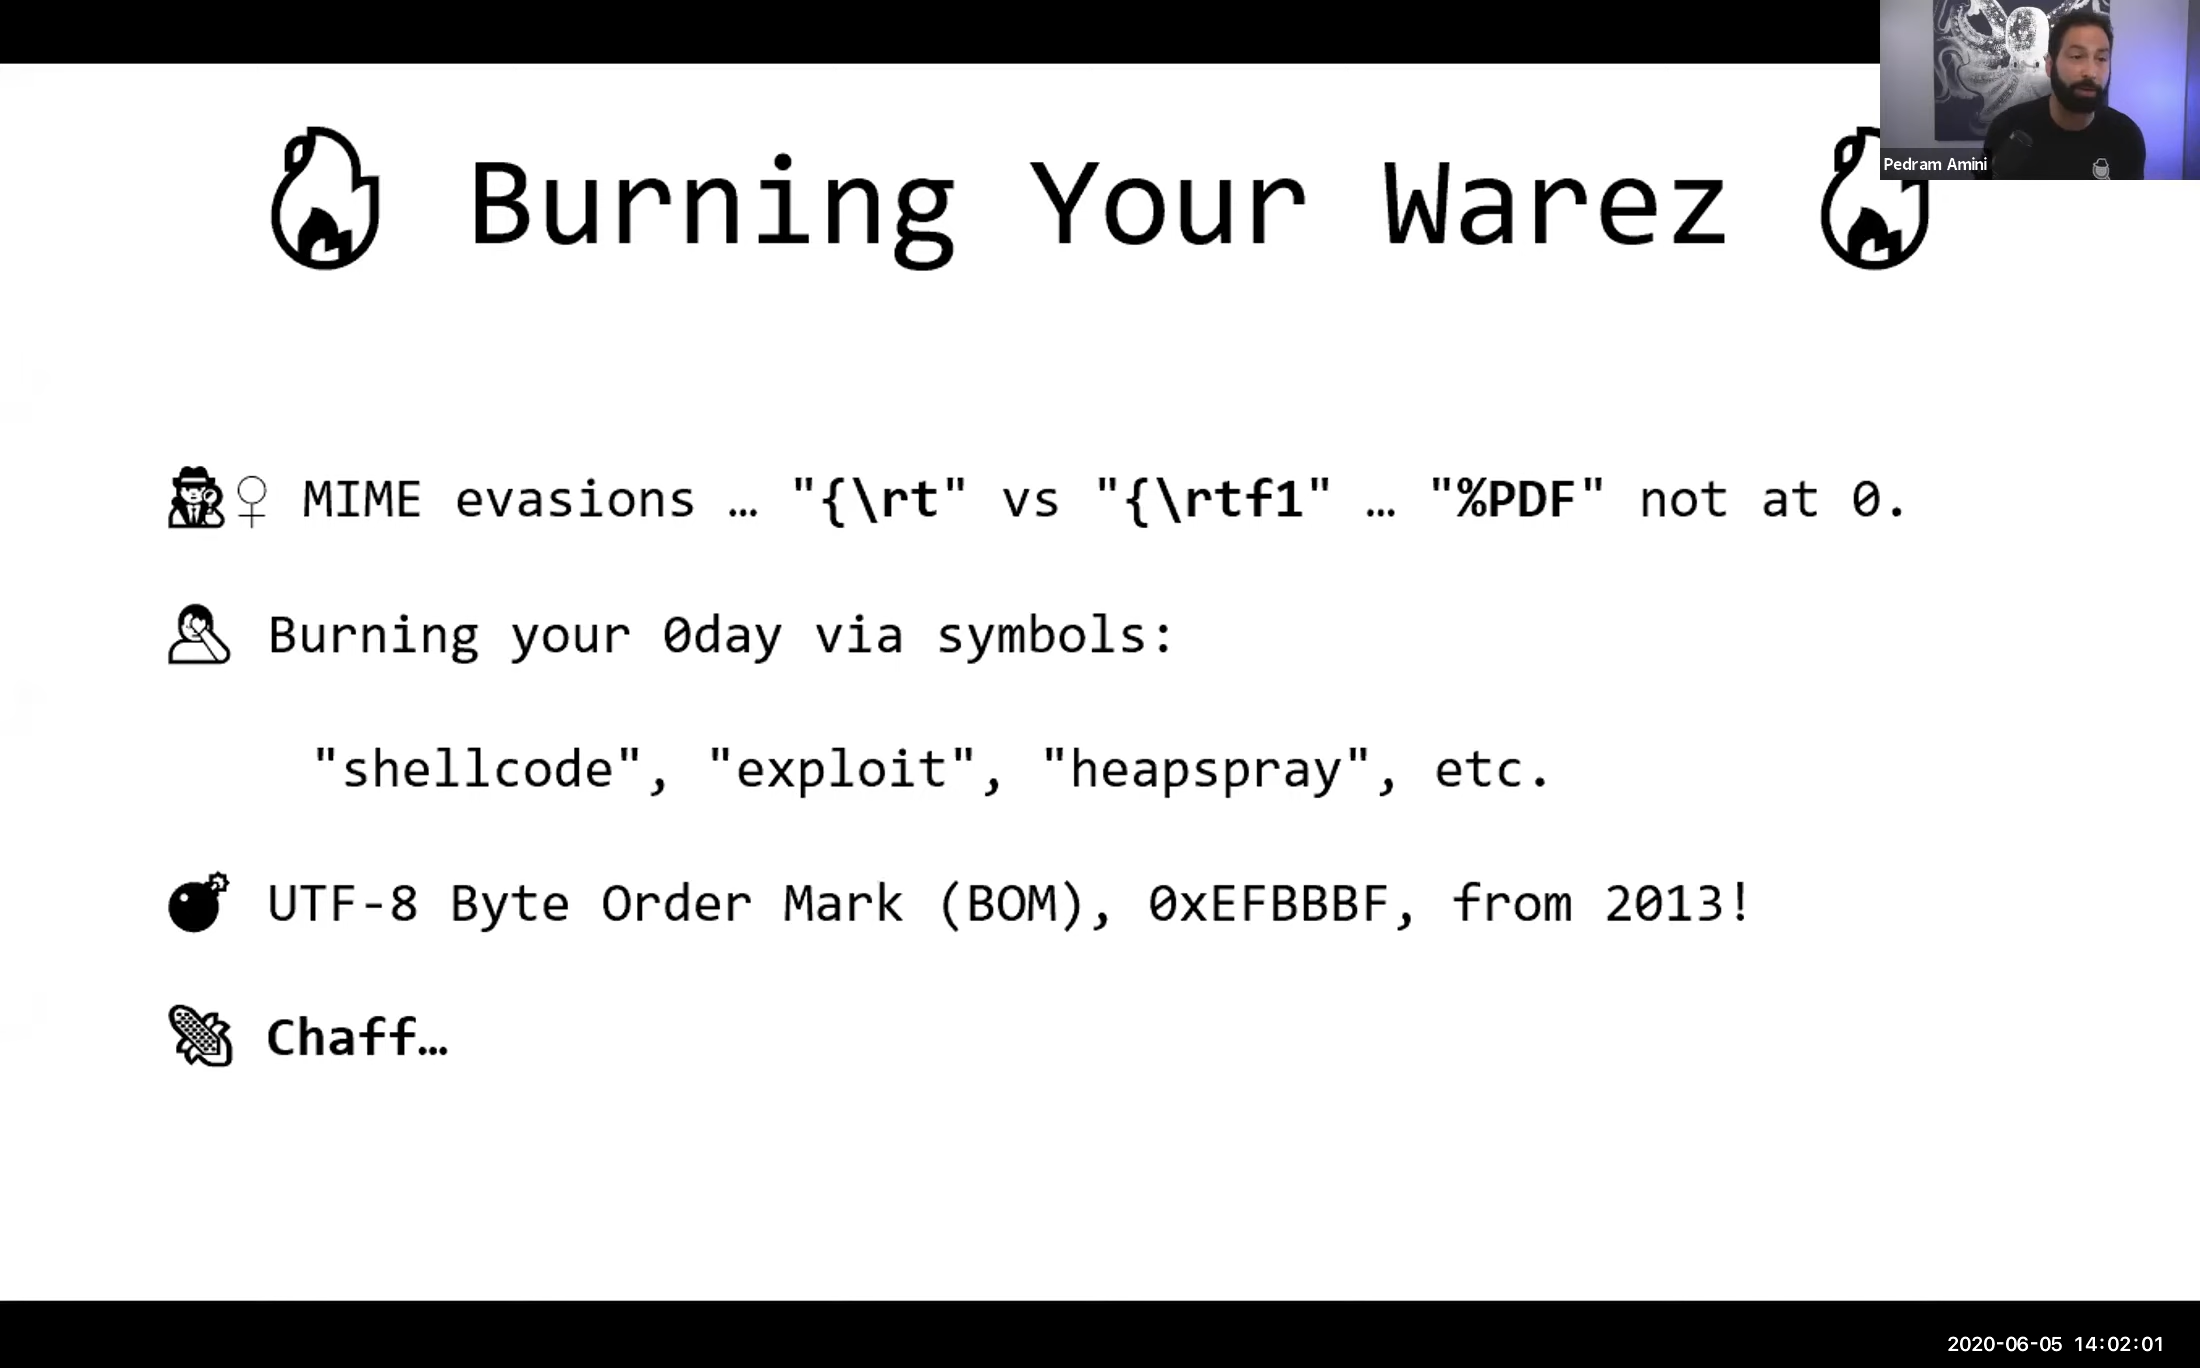 Burning Your Warez
Pedram Amini
MIME evasions … "{\rt" vs "{\rtf1" … "%PDF" not at 0.
Burning your 0day via symbols:
"shellcode", "exploit", "heapspray", etc.
UTF-8 Byte Order Mark (BOM), 0xEFBBBF, from 2013!
Chaff…
2020-06-05 14:02:01